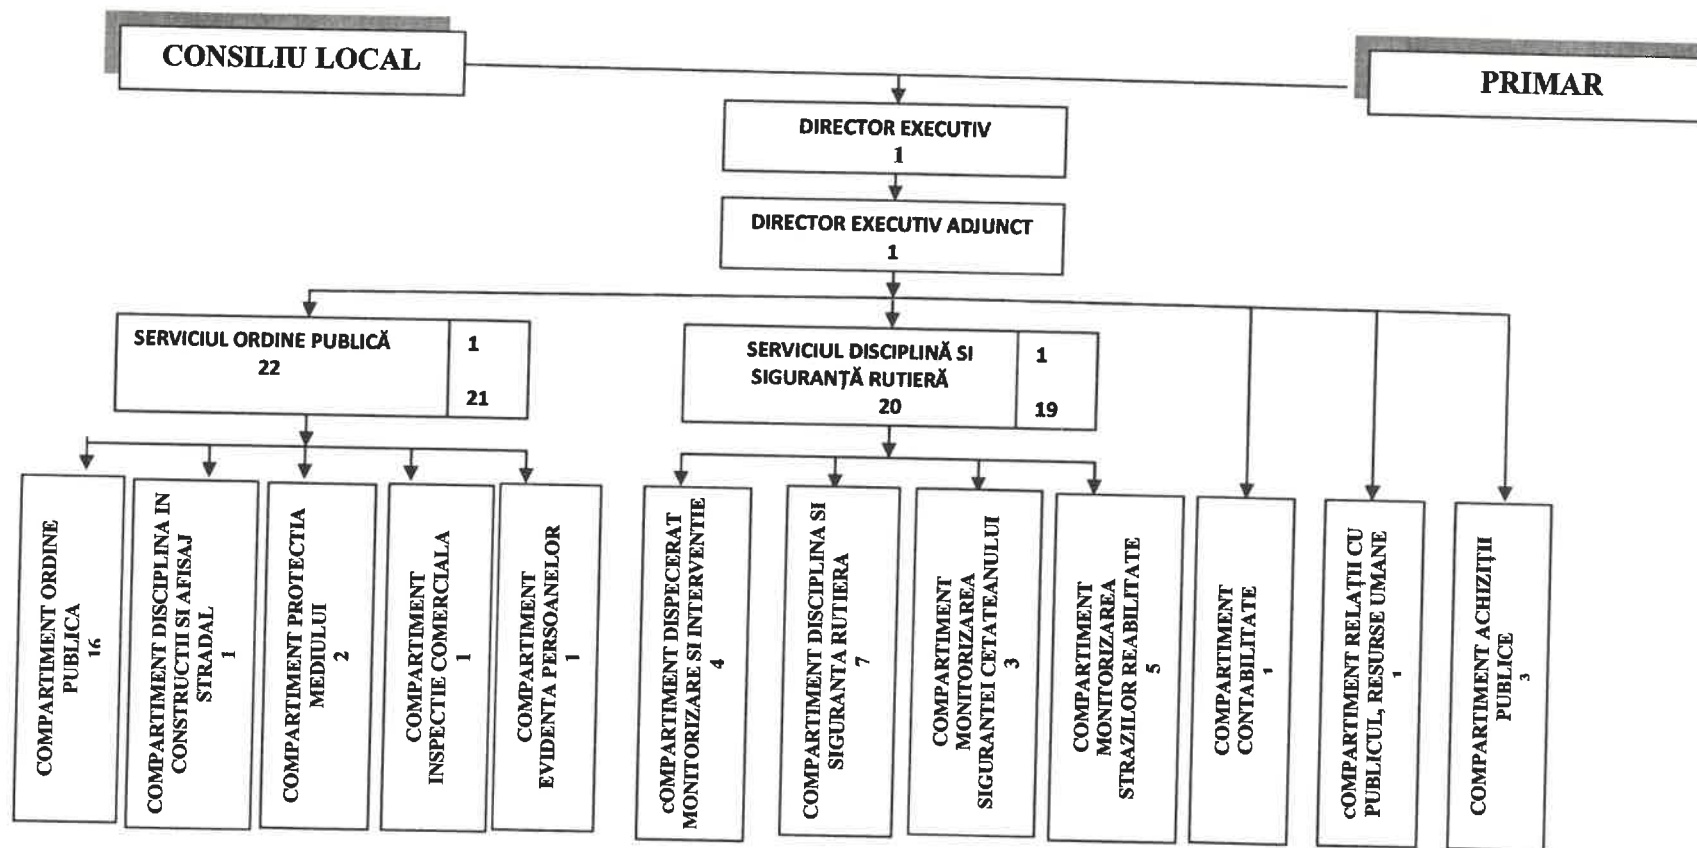 CONSILIU LOCAL
PRIMAR
DIRECTOR EXECUTIV
1
DIRECTOR EXECUTIV ADJUNCT
1
SERVICIUL ORDINE PUBLICĂ
22
1
21
SERVICIUL DISCIPLINĂ SI
SIGURANȚĂ RUTIERĂ
20
1
19
COMPARTIMENT ORDINE
PUBLICA
16
COMPARTIMENT DISCIPLINA IN
CONSTRUCTII SI AFISAJ
STRADAL
1
COMPARTIMENT PROTECTIA
MEDIULUI
2
COMPARTIMENT
INSPECTIE COMERCIALA
1
COMPARTIMENT
EVIDENTA PERSOANELOR
1
cOMPARTIMENT DISPECERAT
MONITORIZARE SI INTERVENTIE
4
COMPARTIMENT DISCIPLINA SI
SIGURANTA RUTIERA
7
COMPARTIMENT
MONITORIZAREA
SIGURANTEI CETATEANULUI
3
COMPARTIMENT
MONITORIZAREA
STRAZILOR REABILITATE
5
COMPARTIMENT
CONTABILITATE
1
cOMPARTIMENT RELAȚII CU
PUBLICUL, RESURSE UMANE
1
COMPARTIMENT ACHIZIȚII
PUBLICE
3